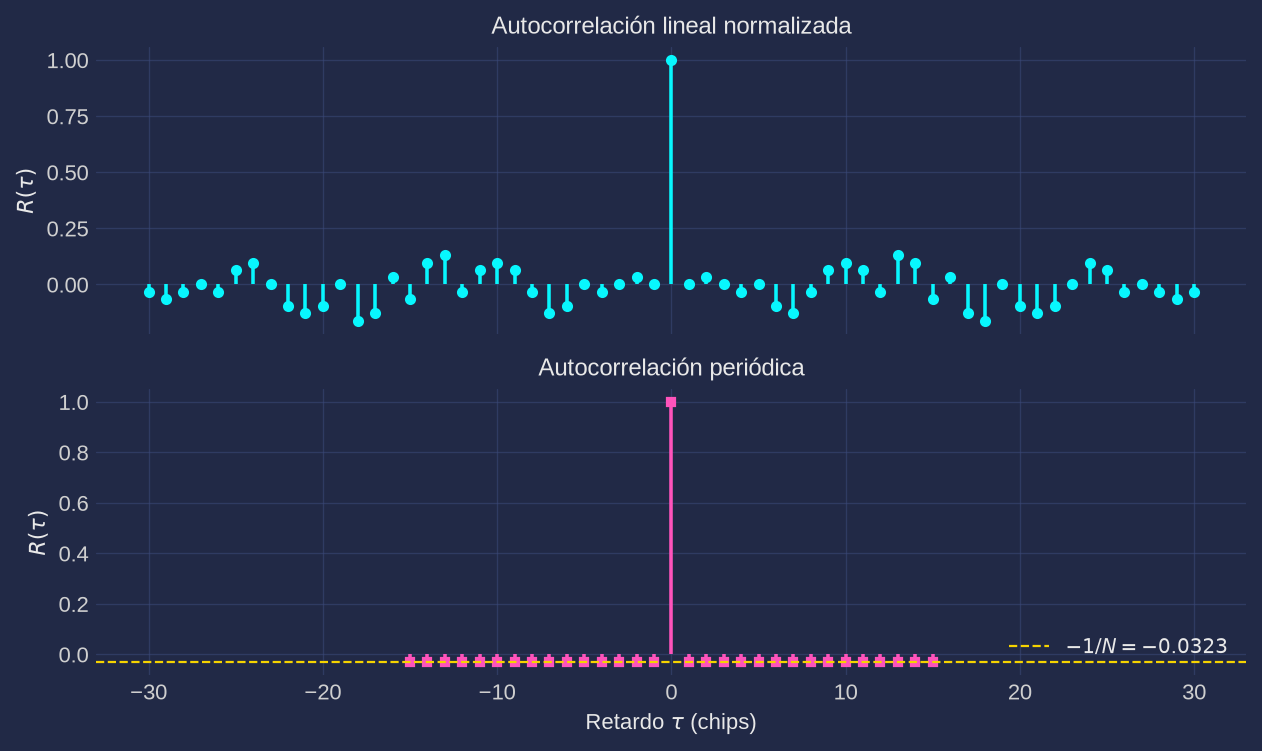 Autocorrelación lineal normalizada
1.00
0.75
0.50
0.25
0.00
R(τ)
Autocorrelación periódica
1.0
0.8
0.6
0.4
0.2
0.0
R(τ)
−1/N = −0.0323
−30 −20 −10 0 10 20 30
Retardo τ (chips)